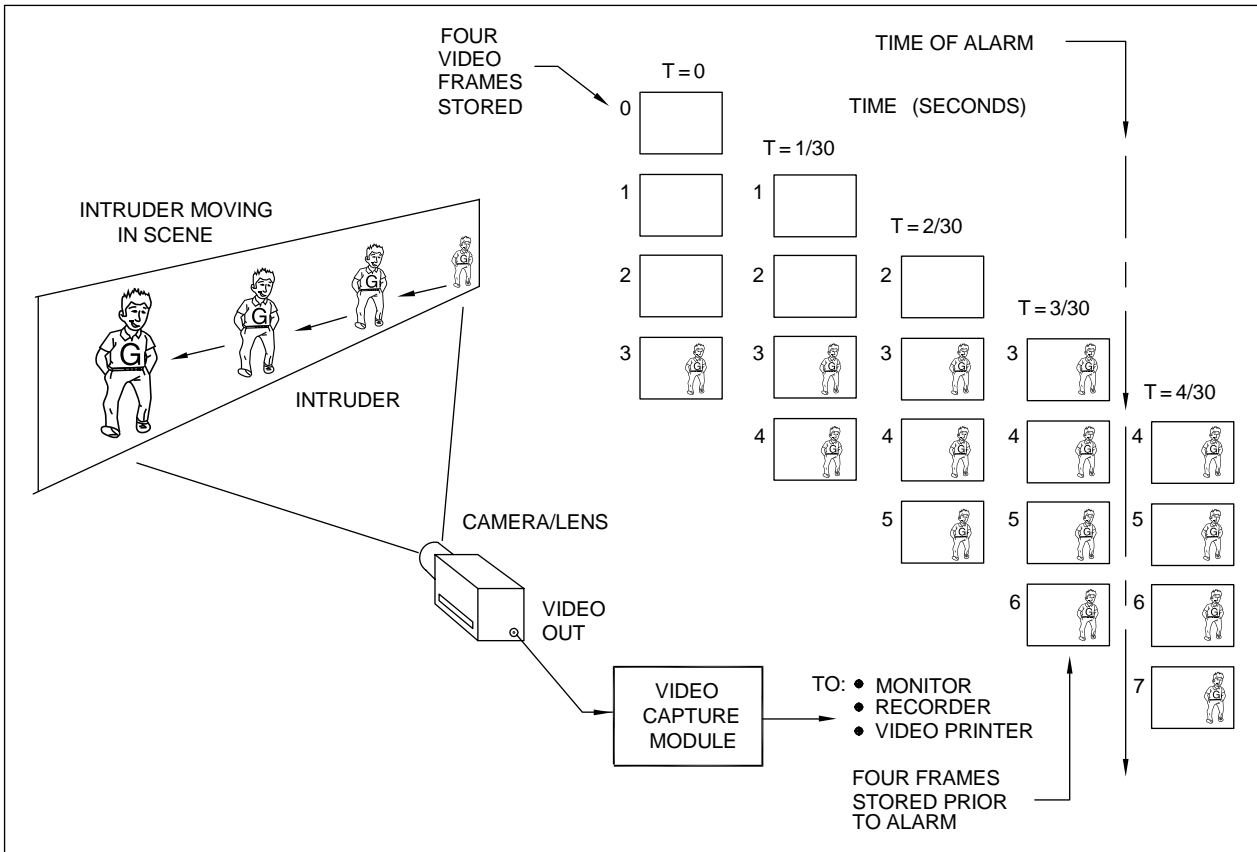 FOUR
VIDEO
FRAMES
STORED
T = 0
TIME OF ALARM
TIME (SECONDS)
0
T = 1/30
1
1
T = 2/30
INTRUDER MOVING
IN SCENE
2
2
2
T = 3/30
G
G
G
G
3
3
3
3
G
G
G
G
T = 4/30
INTRUDER
4
4
4
4
G
G
G
G
5
5
5
G
G
G
CAMERA/LENS
VIDEO
OUT
6
6
G
G
7
G
VIDEO
CAPTURE
MODULE
TO:
• MONITOR
• RECORDER
• VIDEO PRINTER
FOUR FRAMES
STORED PRIOR
TO ALARM